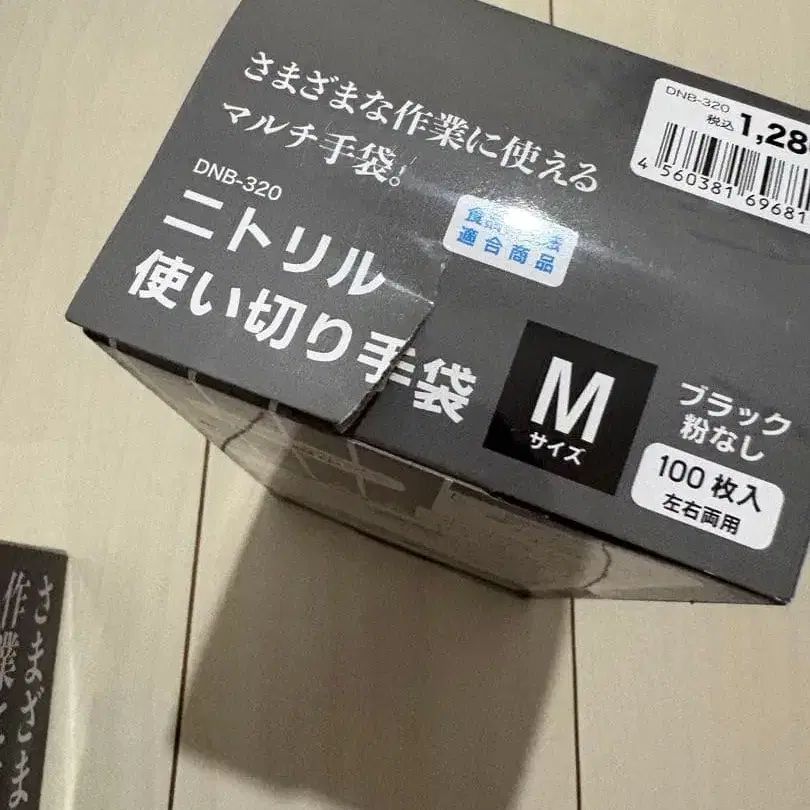 さまざまな作業に使える
マルチ手袋。
DNB-320
ニトリル
使い切り手袋
適合商品
M
サイズ
ブラック
粉なし
100枚入
左右両用
DNB-320
税込1,28
4 560381 69681
さまざま
作業